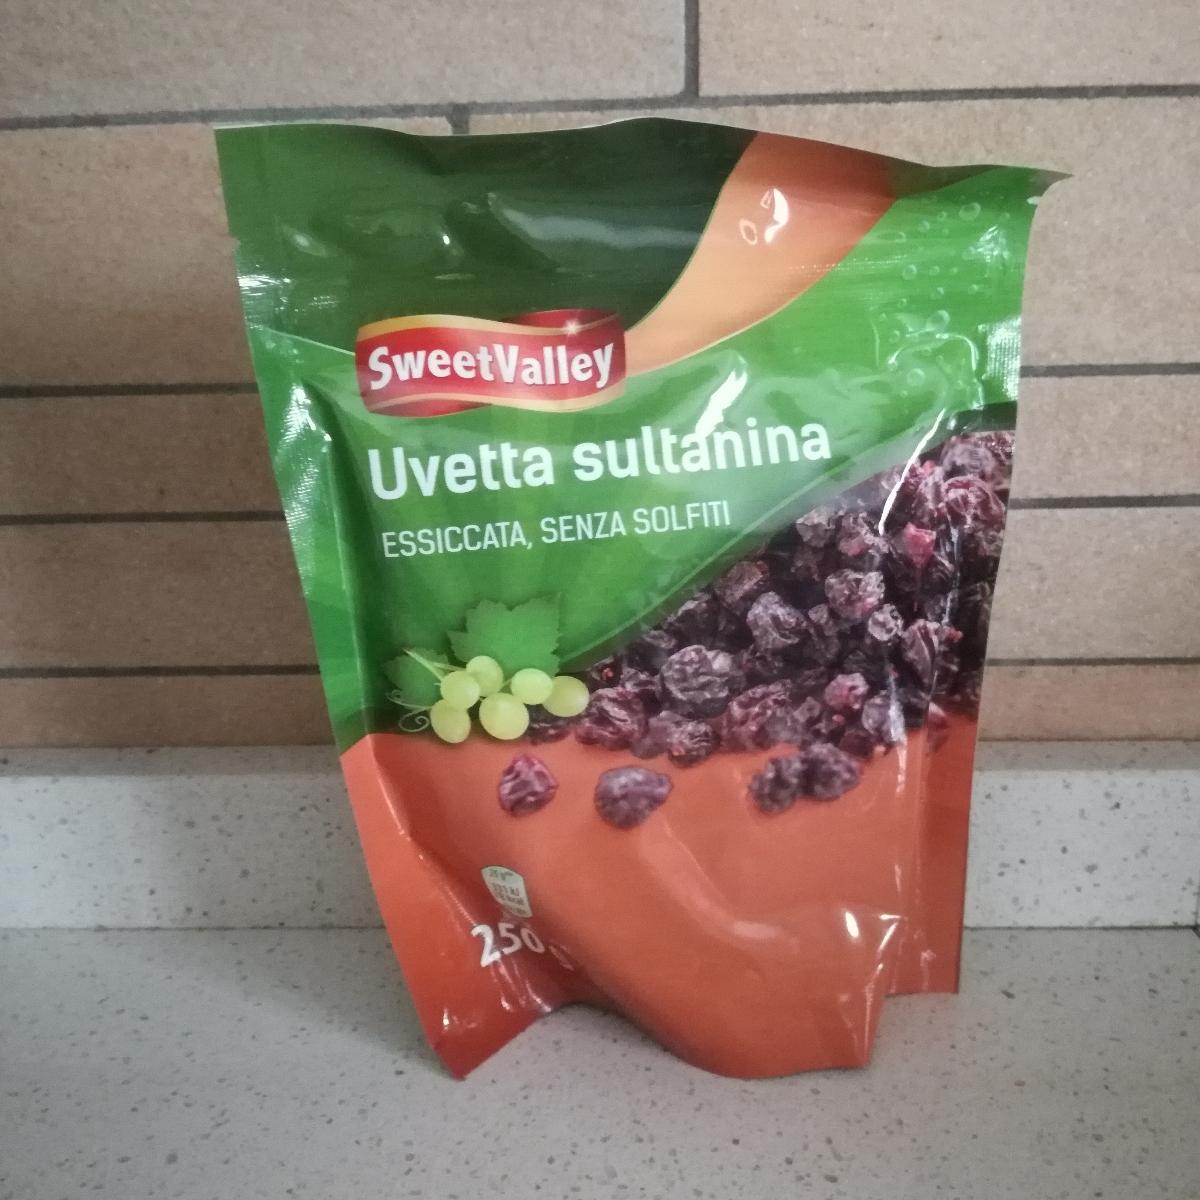 SweetValley
Uvetta sultanina
ESSICCATA, SENZA SOLFITI
250 g